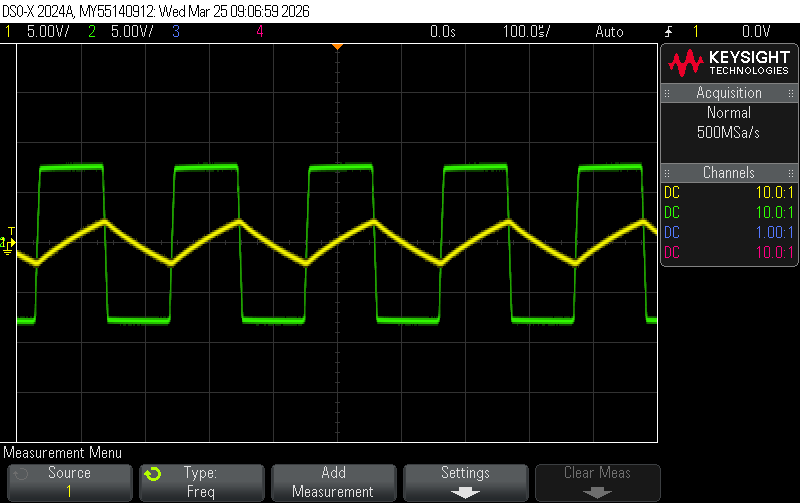 DSO-X 2024A, MY55140912: Wed Mar 25 09:06:59 2026
1 5.00V/ 2 5.00V/ 3 4 0.0s 100.0us/ Auto 1 0.0V
KEYSIGHT
TECHNOLOGIES
Acquisition
Normal
500MSa/s
Channels
DC 10.0:1
DC 10.0:1
DC 1.00:1
DC 10.0:1
T
2
Measurement Menu
Source
1
Type:
Freq
Add
Measurement
Settings
Clear Meas